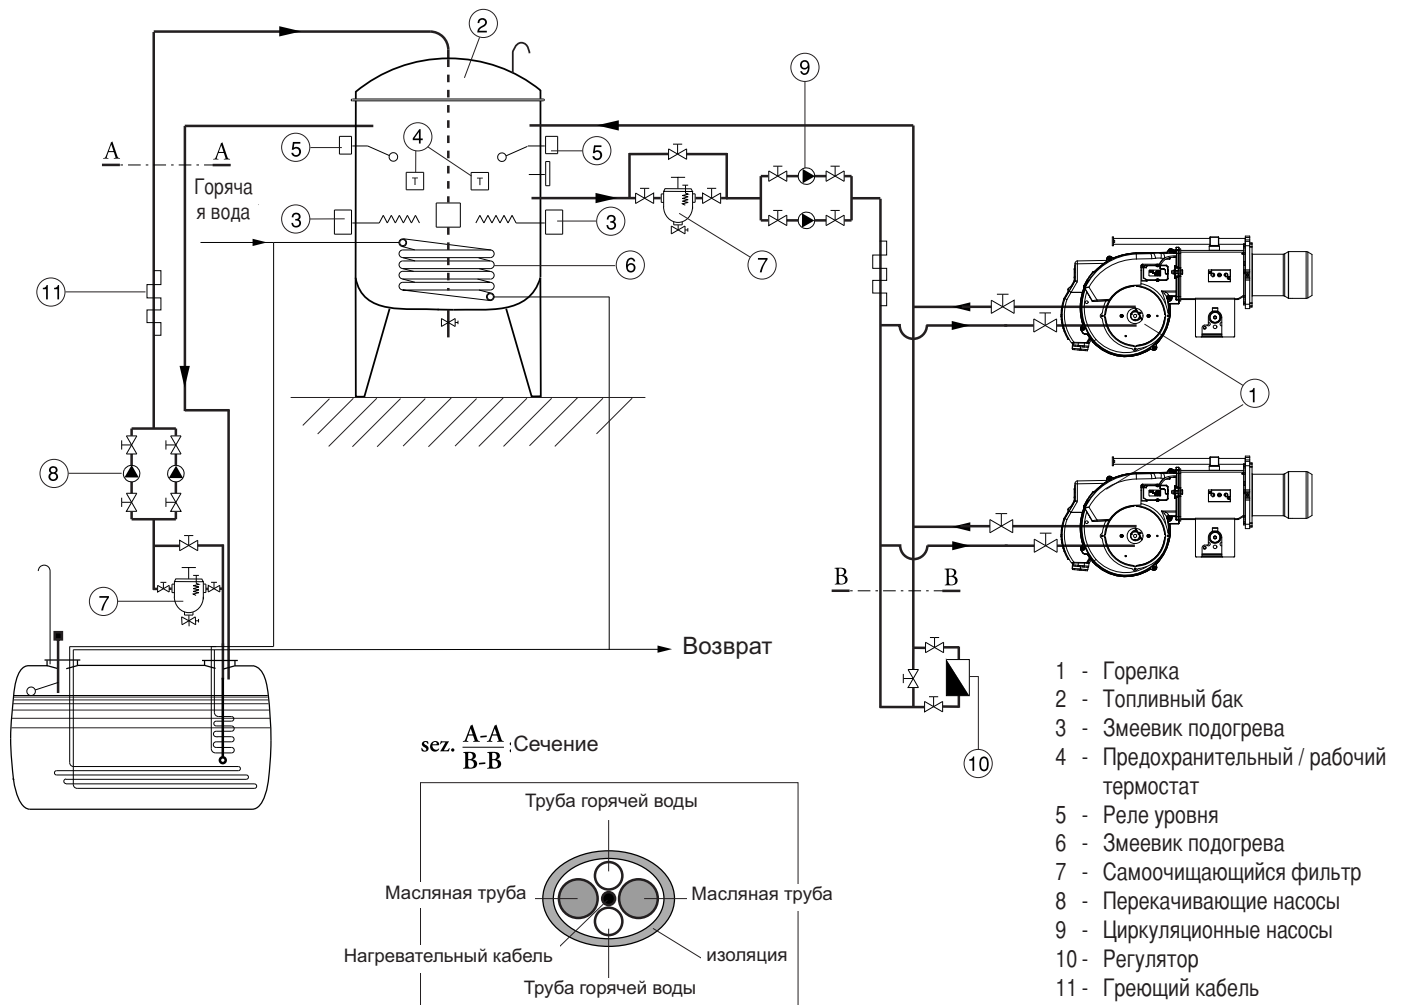 2
9
A A
5
4
5
T
T
Горяча
я вода
3
3
6
7
11
1
8
7
B B
Возврат
10
sez. A-A
B-B
:Сечение
Труба горячей воды
Масляная труба
Масляная труба
Нагревательный кабель
изоляция
Труба горячей воды
1 - Горелка
2 - Топливный бак
3 - Змеевик подогрева
4 - Предохранительный / рабочий
термостат
5 - Реле уровня
6 - Змеевик подогрева
7 - Самоочищающийся фильтр
8 - Перекачивающие насосы
9 - Циркуляционные насосы
10 - Регулятор
11 - Греющий кабель